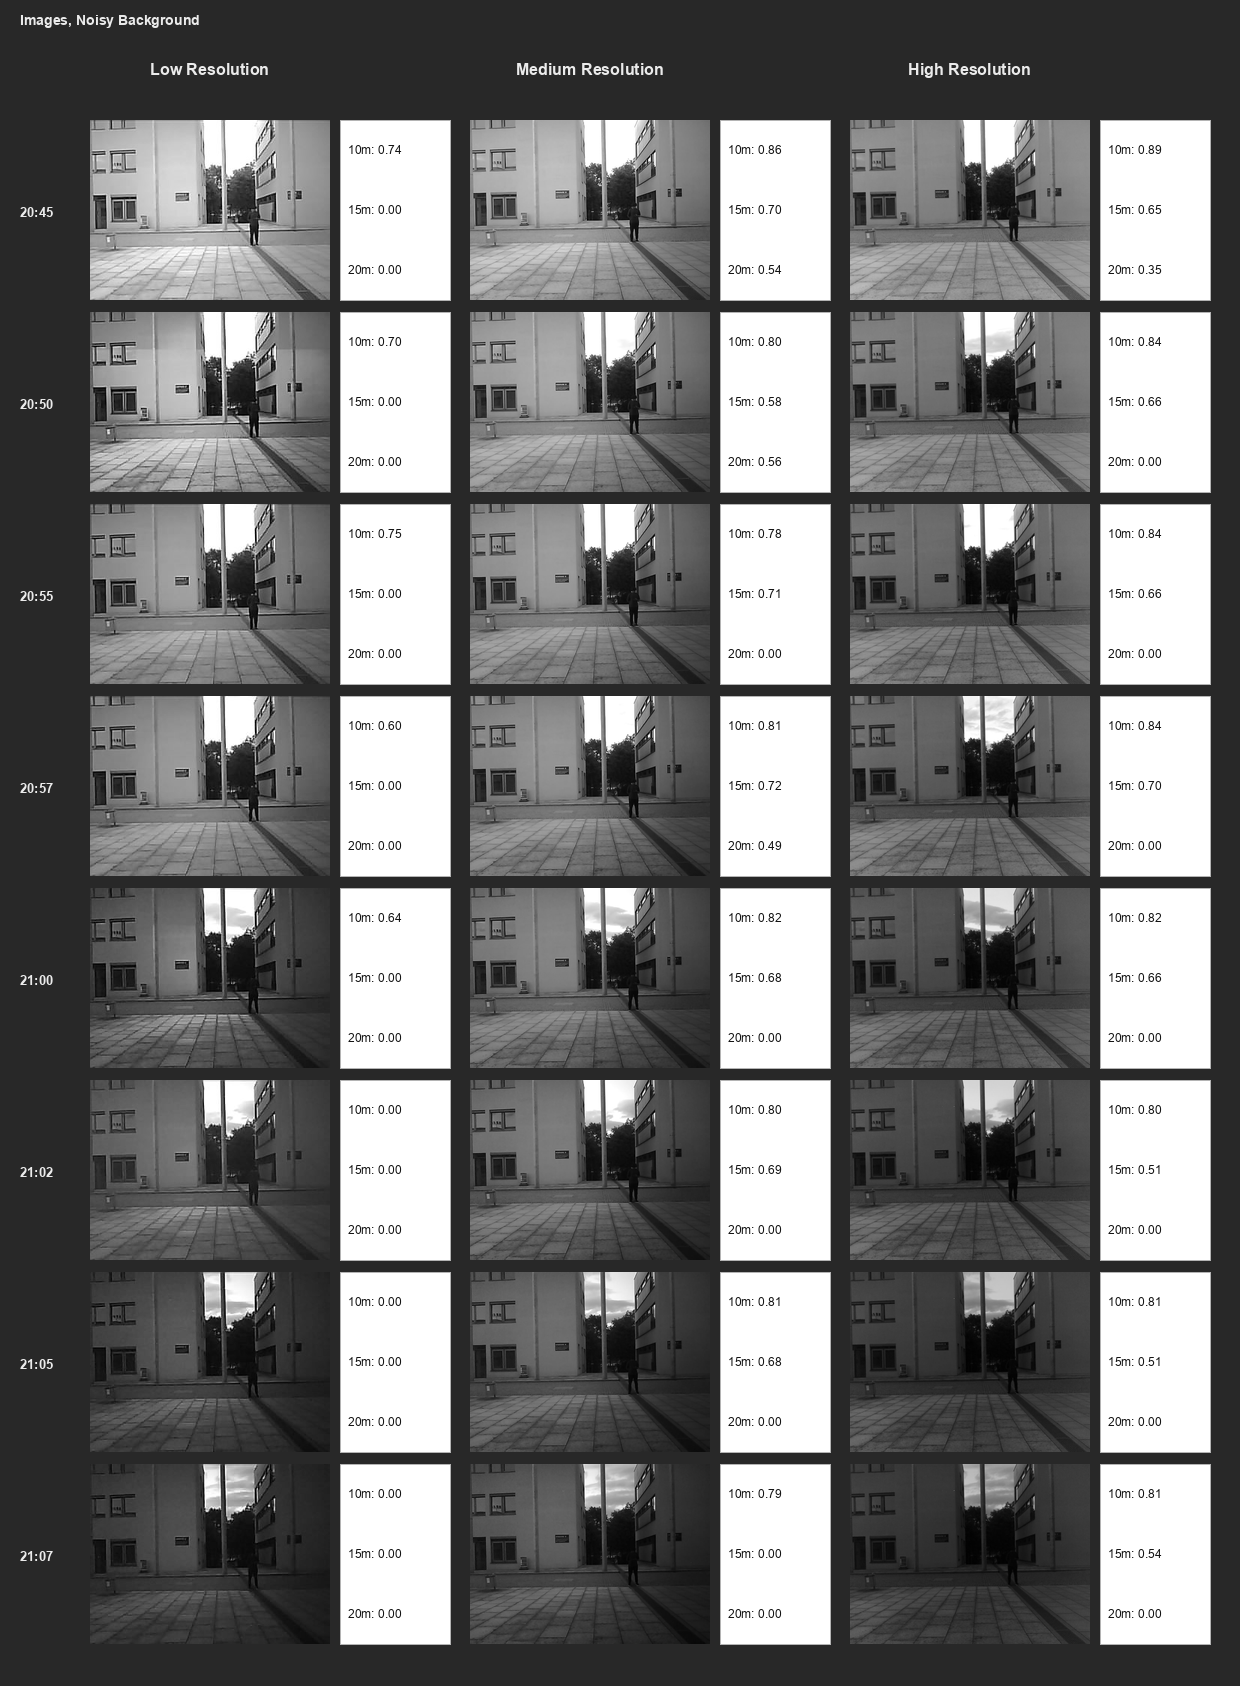 Images, Noisy Background
Low Resolution Medium Resolution High Resolution
20:45
10m: 0.74
15m: 0.00
20m: 0.00
10m: 0.86
15m: 0.70
20m: 0.54
10m: 0.89
15m: 0.65
20m: 0.35
20:50
10m: 0.70
15m: 0.00
20m: 0.00
10m: 0.80
15m: 0.58
20m: 0.56
10m: 0.84
15m: 0.66
20m: 0.00
20:55
10m: 0.75
15m: 0.00
20m: 0.00
10m: 0.78
15m: 0.71
20m: 0.00
10m: 0.84
15m: 0.66
20m: 0.00
20:57
10m: 0.60
15m: 0.00
20m: 0.00
10m: 0.81
15m: 0.72
20m: 0.49
10m: 0.84
15m: 0.70
20m: 0.00
21:00
10m: 0.64
15m: 0.00
20m: 0.00
10m: 0.82
15m: 0.68
20m: 0.00
10m: 0.82
15m: 0.66
20m: 0.00
21:02
10m: 0.00
15m: 0.00
20m: 0.00
10m: 0.80
15m: 0.69
20m: 0.00
10m: 0.80
15m: 0.51
20m: 0.00
21:05
10m: 0.00
15m: 0.00
20m: 0.00
10m: 0.81
15m: 0.68
20m: 0.00
10m: 0.81
15m: 0.51
20m: 0.00
21:07
10m: 0.00
15m: 0.00
20m: 0.00
10m: 0.79
15m: 0.00
20m: 0.00
10m: 0.81
15m: 0.54
20m: 0.00